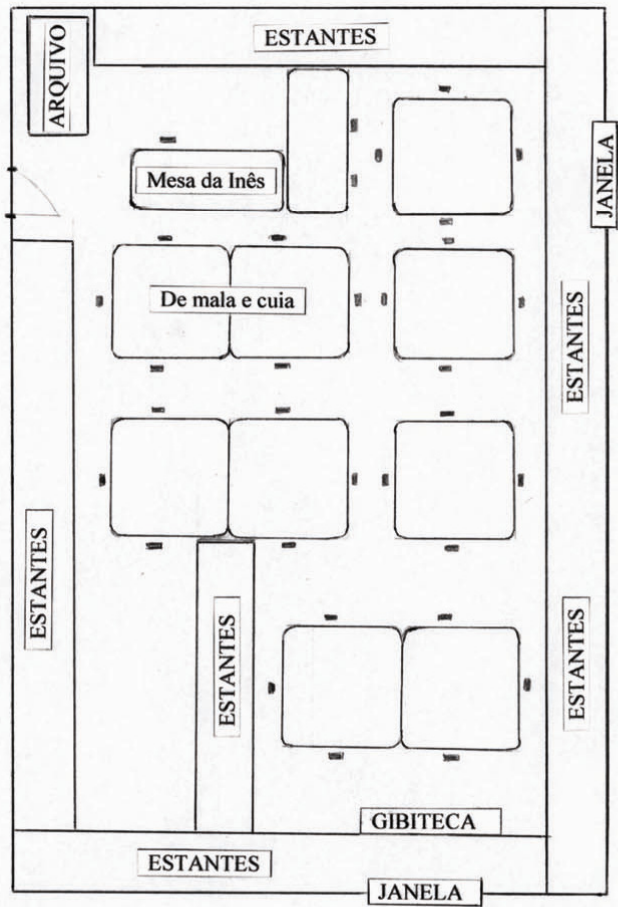 ESTANTES
ARQUIVO
JANELA
Mesa da Inês
De mala e cuia
ESTANTES
ESTANTES
ESTANTES
ESTANTES
GIBITECA
ESTANTES
JANELA